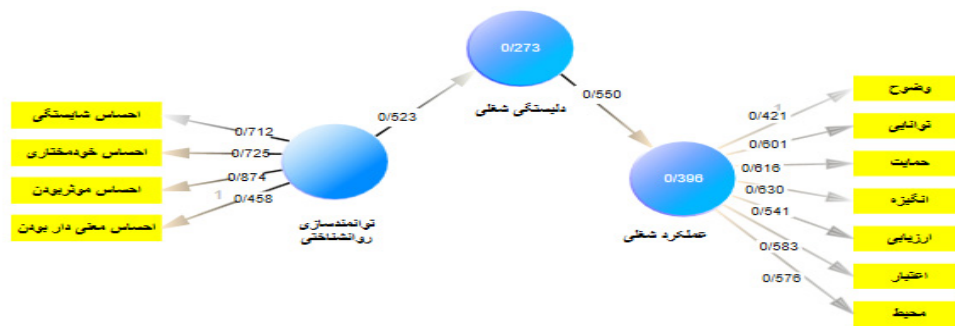 0/273
دلبستگی شغلی
0/523
0/550
احساس شایستگی
احساس خودمختاری
احساس موثربودن
احساس معنی دار بودن
0/712
0/725
0/874
0/458
1
توانمندسازی
روانشناختی
0/396
عملکرد شغلی
1
0/421
0/601
0/616
0/630
0/541
0/583
0/576
وضوح
توانایی
حمایت
انگیزه
ارزیابی
اعتبار
محیط